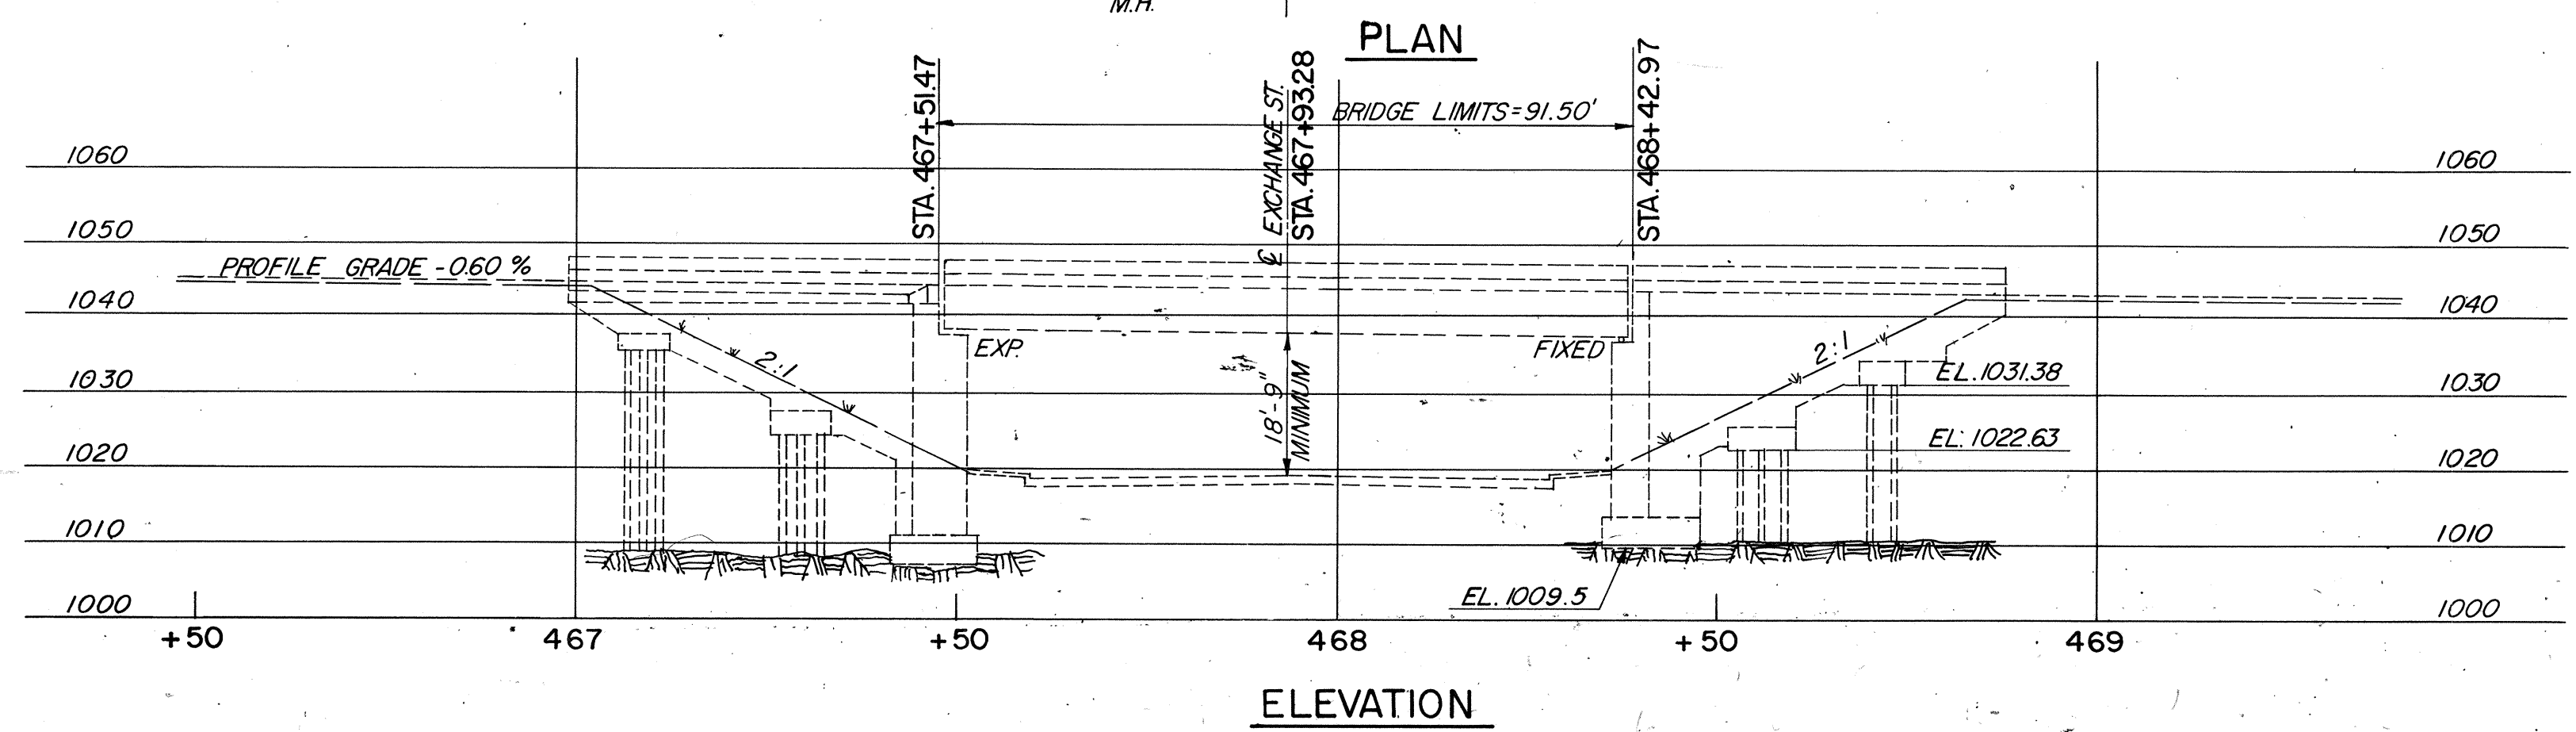 M.H.
PLAN
STA. 467+51.47
℄ EXCHANGE ST.
STA. 467+93.28
BRIDGE LIMITS=91.50'
STA. 468+42.97
1060
1060
1050
1050
PROFILE GRADE -0.60 %
1040
1040
EXP.
FIXED
2:1
2:1
18'-9"
MINIMUM
1030
EL. 1031.38
1030
EL: 1022.63
1020
1020
1010
1010
EL. 1009.5
1000
1000
+50
467
+50
468
+50
469
ELEVATION